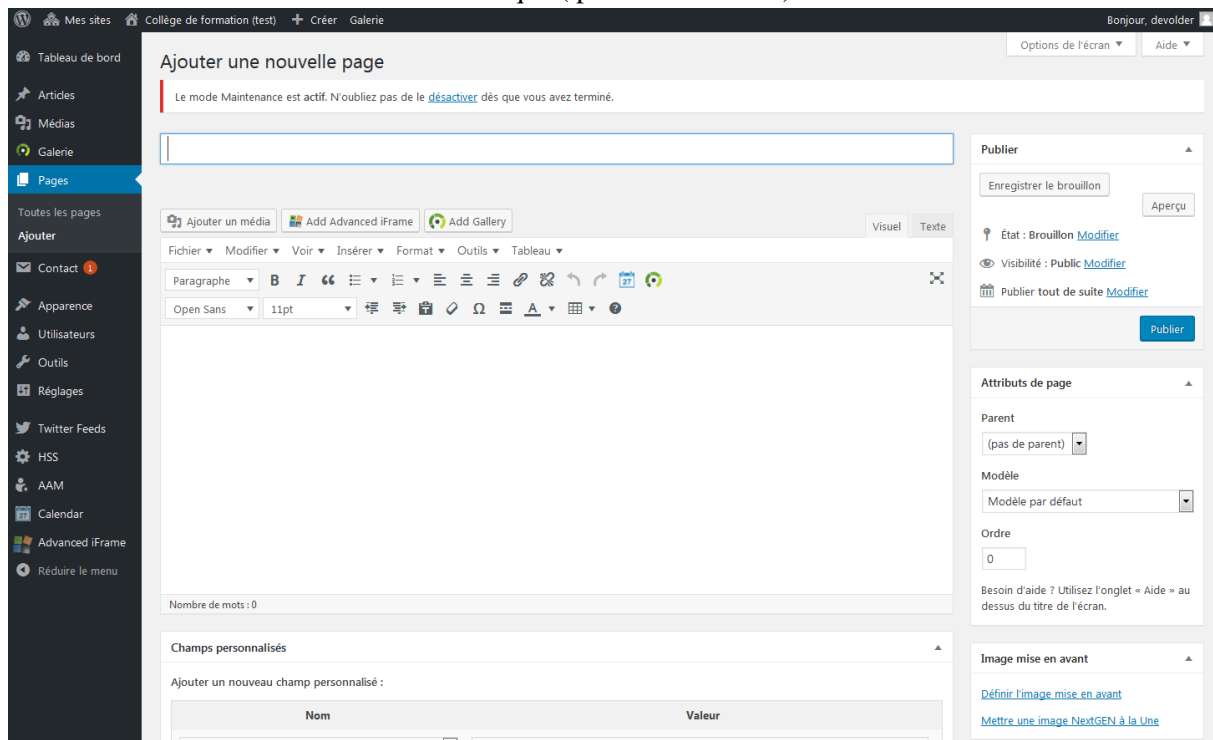 Mes sites Collège de formation (test) + Créer Galerie Bonjour, devolder
Options de l'écran ▼ Aide ▼
Tableau de bord
Articles
Médias
Galerie
Pages
Toutes les pages
Ajouter
Contact 1
Apparence
Utilisateurs
Outils
Réglages
Twitter Feeds
HSS
AAM
Calendar
Advanced iFrame
Réduire le menu
Ajouter une nouvelle page
Le mode Maintenance est actif. N'oubliez pas de le désactiver dès que vous avez terminé.
Ajouter un média Add Advanced iFrame Add Gallery Visuel Texte
Fichier ▼ Modifier ▼ Voir ▼ Insérer ▼ Format ▼ Outils ▼ Tableau ▼
Paragraphe ▼ B I “ 27
Open Sans ▼ 11pt ▼ T Ω A ▼ ?
Nombre de mots : 0
Champs personnalisés
Ajouter un nouveau champ personnalisé :
Nom Valeur
Publier
Enregistrer le brouillon
Aperçu
État : Brouillon Modifier
Visibilité : Public Modifier
Publier tout de suite Modifier
Publier
Attributs de page
Parent
(pas de parent)
Modèle
Modèle par défaut
Ordre
0
Besoin d'aide ? Utilisez l'onglet « Aide » au
dessus du titre de l'écran.
Image mise en avant
Définir l'image mise en avant
Mettre une image NextGEN à la Une